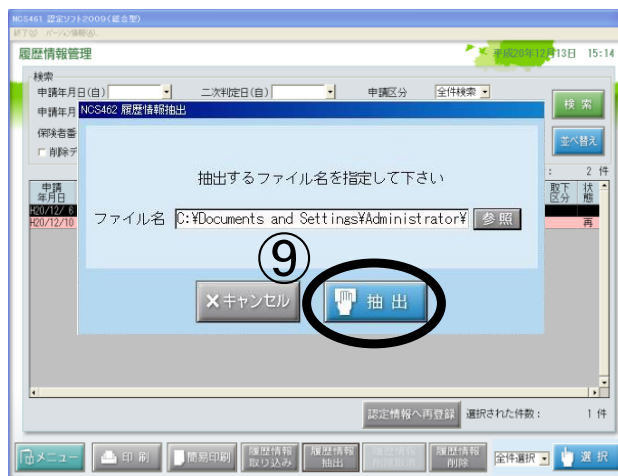 NCS461 認定ソフト2009(統合型)
終了(X) バージョン情報(A)..
履歴情報管理
平成20年12月13日 15:14
検索
申請年月日(自)
二次判定日(自)
申請区分 全件検索
検 索
申請年月
NCS462 履歴情報抽出
保険者番
並べ替え
削除デ
: 2 件
抽出するファイル名を指定して下さい
申請
年月日
取下
区分
状
態
H20/12/ 6
H20/12/10
再
ファイル名 C:¥Documents and Settings¥Administrator¥ 参照
⑨
×キャンセル
抽 出
認定情報へ再登録 選択された件数: 1 件
メニュー
印 刷
簡易印刷
履歴情報
取り込み
履歴情報
抽出
履歴情報
削除
全件選択
選 択